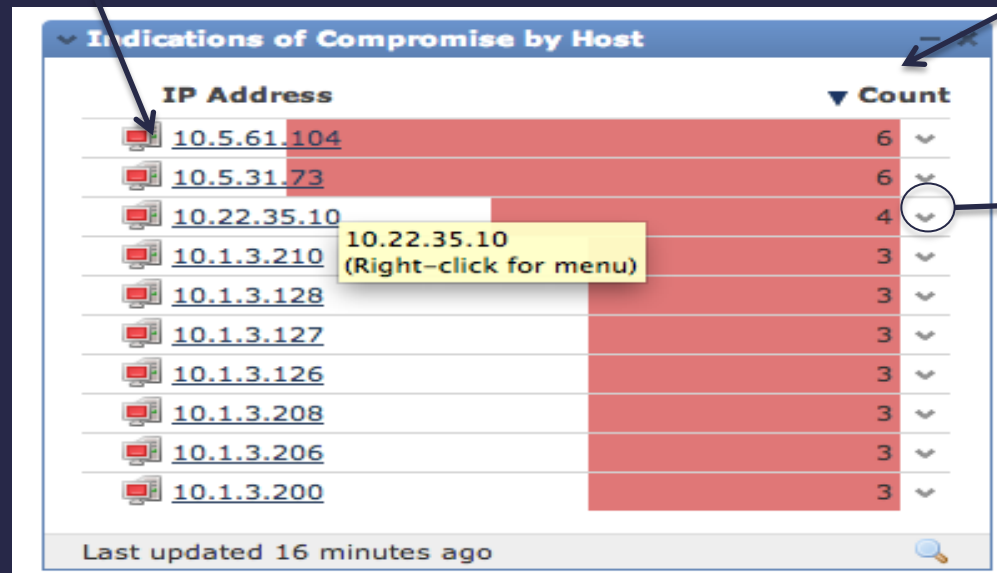 Indications of Compromise by Host
IP Address Count
10.5.61.104 6
10.5.31.73 6
10.22.35.10 4
10.22.35.10
(Right-click for menu)
10.1.3.210 3
10.1.3.128 3
10.1.3.127 3
10.1.3.126 3
10.1.3.208 3
10.1.3.206 3
10.1.3.200 3
Last updated 16 minutes ago